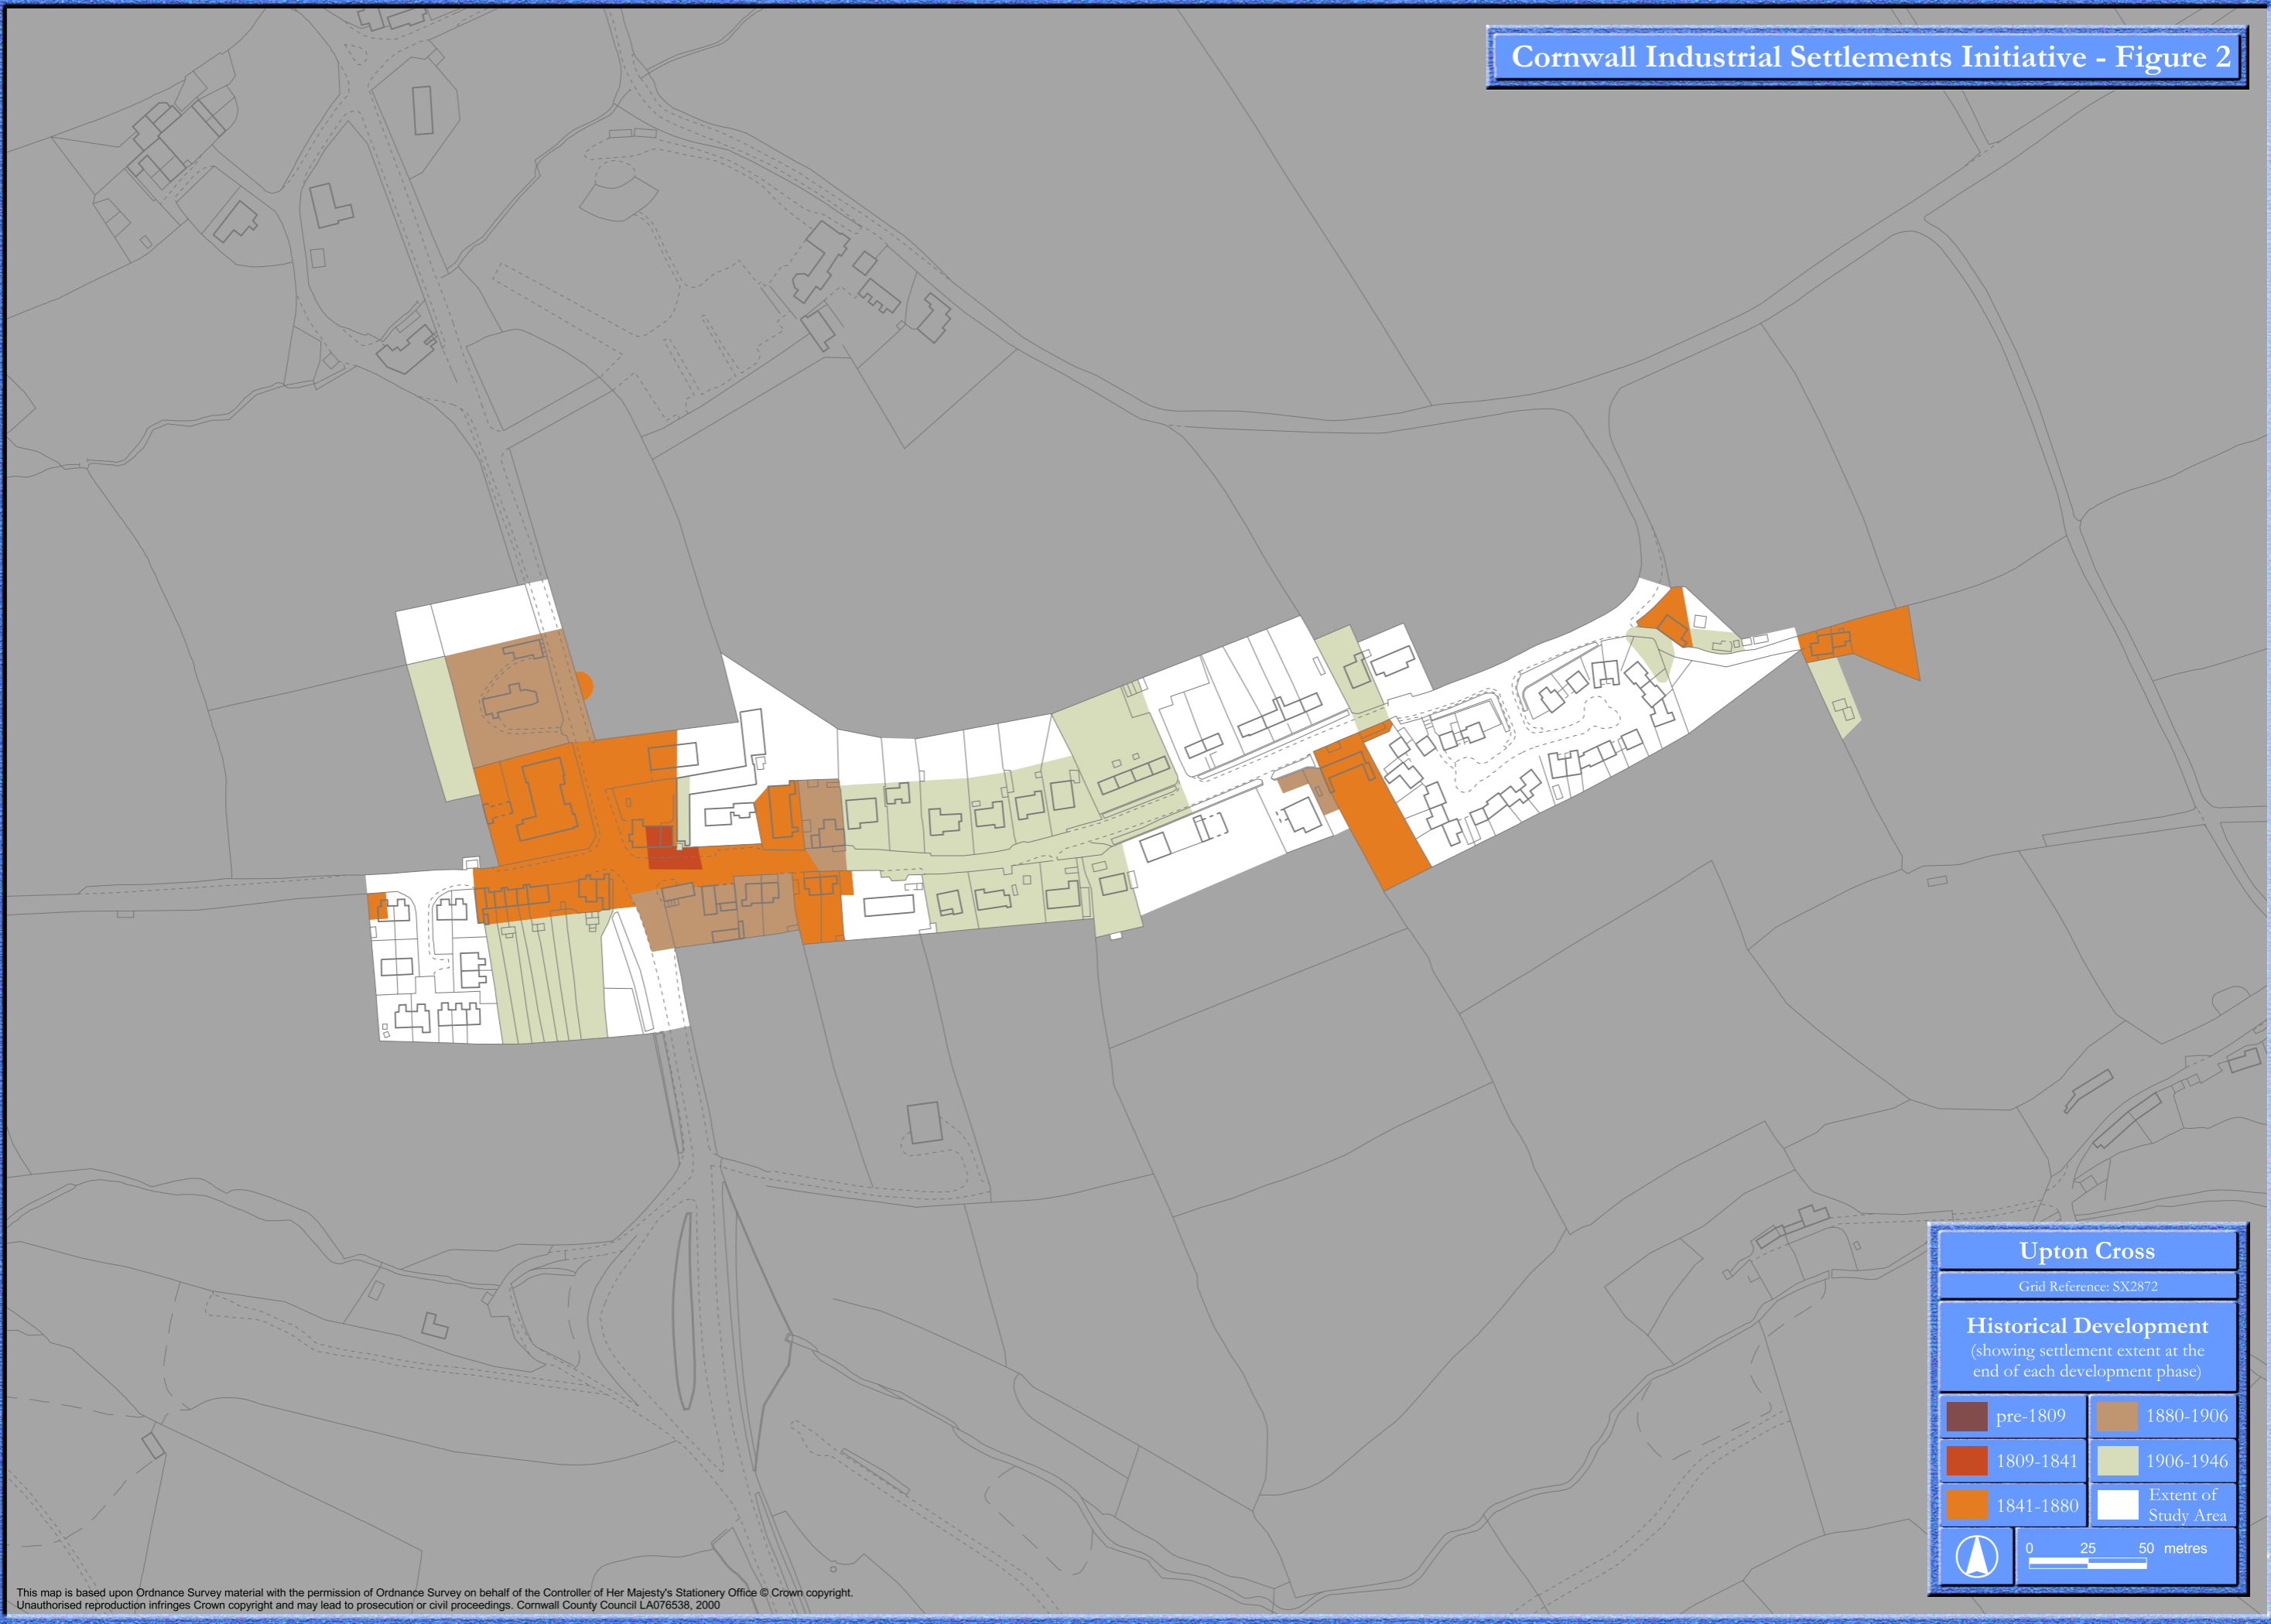 Cornwall Industrial Settlements Initiative - Figure 2
Upton Cross
Grid Reference: SX2872
Historical Development
(showing settlement extent at the
end of each development phase)
pre-1809
1880-1906
1809-1841
1906-1946
1841-1880
Extent of
Study Area
0 25 50 metres
This map is based upon Ordnance Survey material with the permission of Ordnance Survey on behalf of the Controller of Her Majesty's Stationery Office © Crown copyright.
Unauthorised reproduction infringes Crown copyright and may lead to prosecution or civil proceedings. Cornwall County Council LA076538, 2000